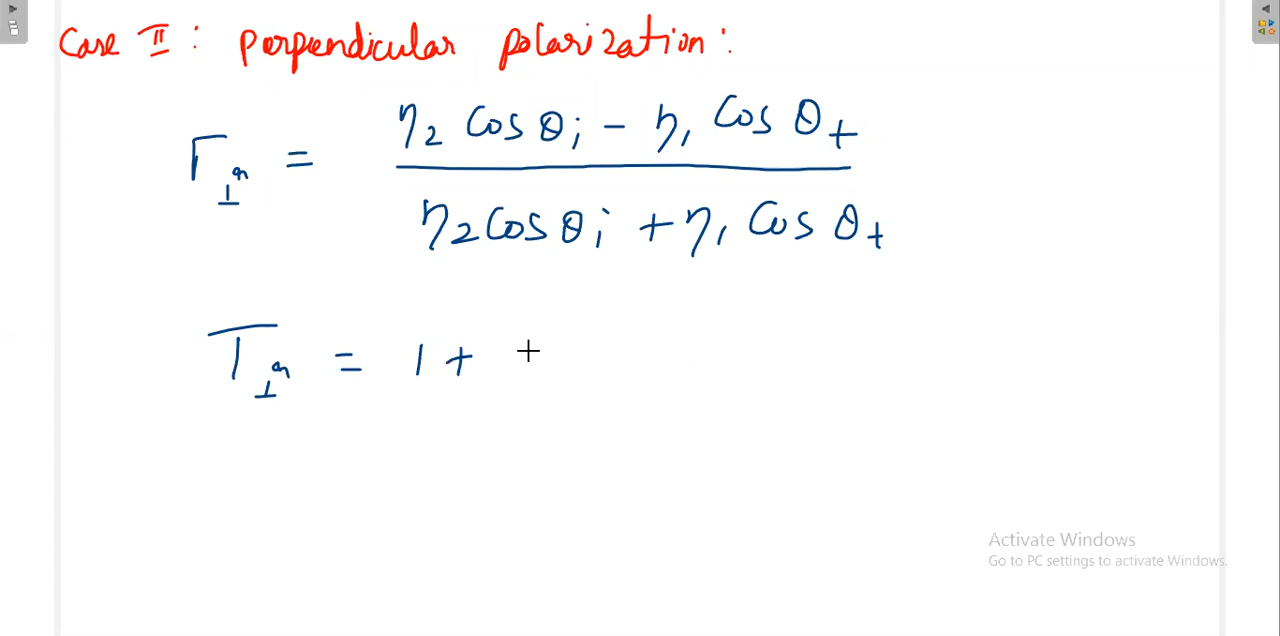 Case II : perpendicular polarization :
Γ⊥r = (η2 Cos θi - η1 Cos θt) / (η2 Cos θi + η1 Cos θt)
T⊥r = 1 +
Activate Windows
Go to PC settings to activate Windows.